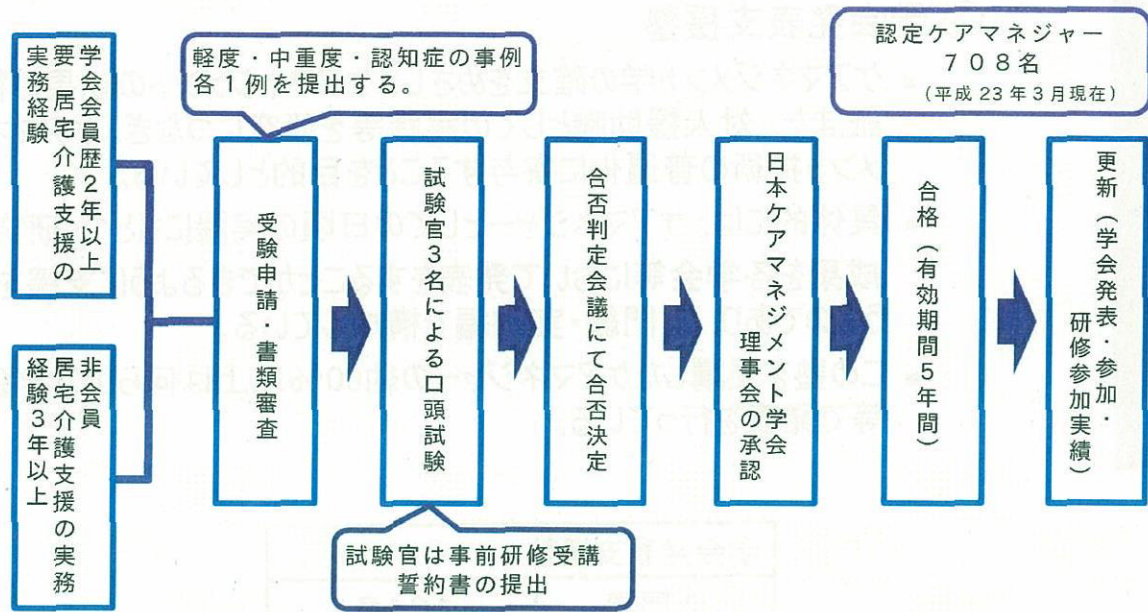 学会会員歴2年以上
要 居宅介護支援の
実務経験
非会員
居宅介護支援の実務
経験3年以上
軽度・中重度・認知症の事例
各1例を提出する。
受験申請・書類審査
試験官3名による口頭試験
試験官は事前研修受講
誓約書の提出
合否判定会議にて合否決定
日本ケアマネジメント学会
理事会の承認
合格（有効期間5年間）
認定ケアマネジャー
708名
（平成23年3月現在）
更新（学会発表・参加・
研修参加実績）